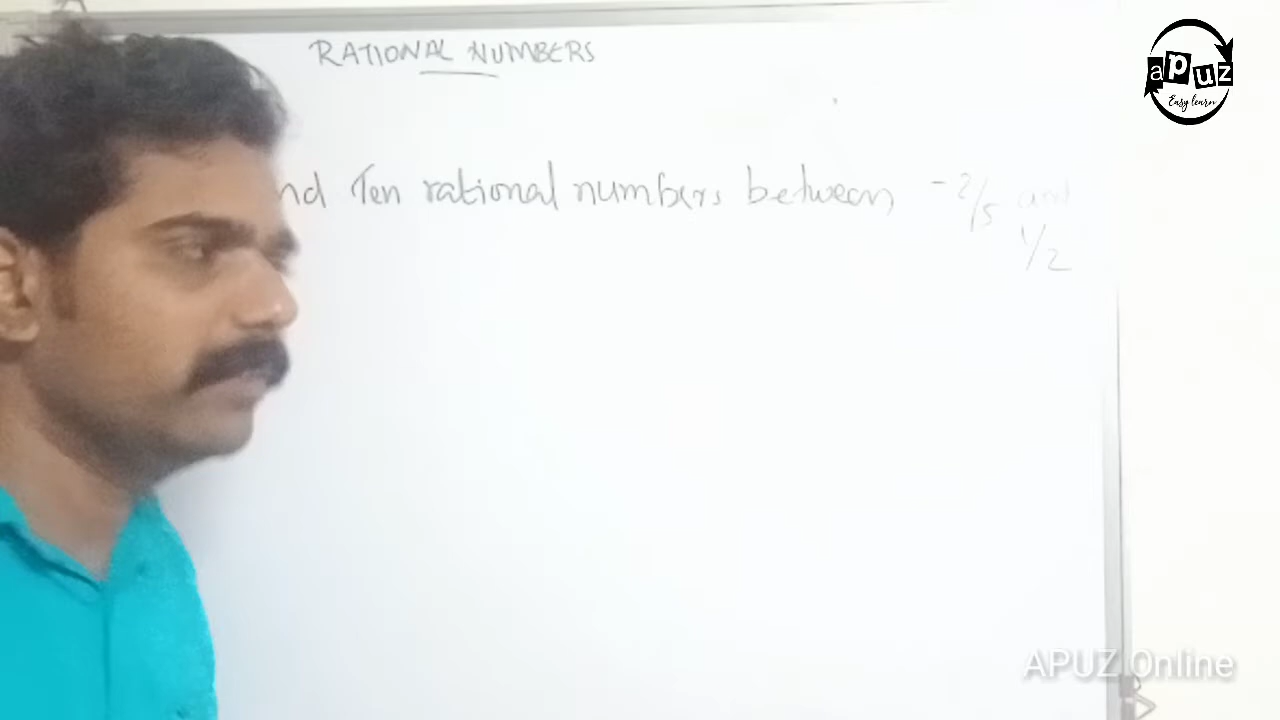 RATIONAL NUMBERS
nd Ten rational numbers between -2/5 and
1/2
apuz
Easy learn
APUZ Online